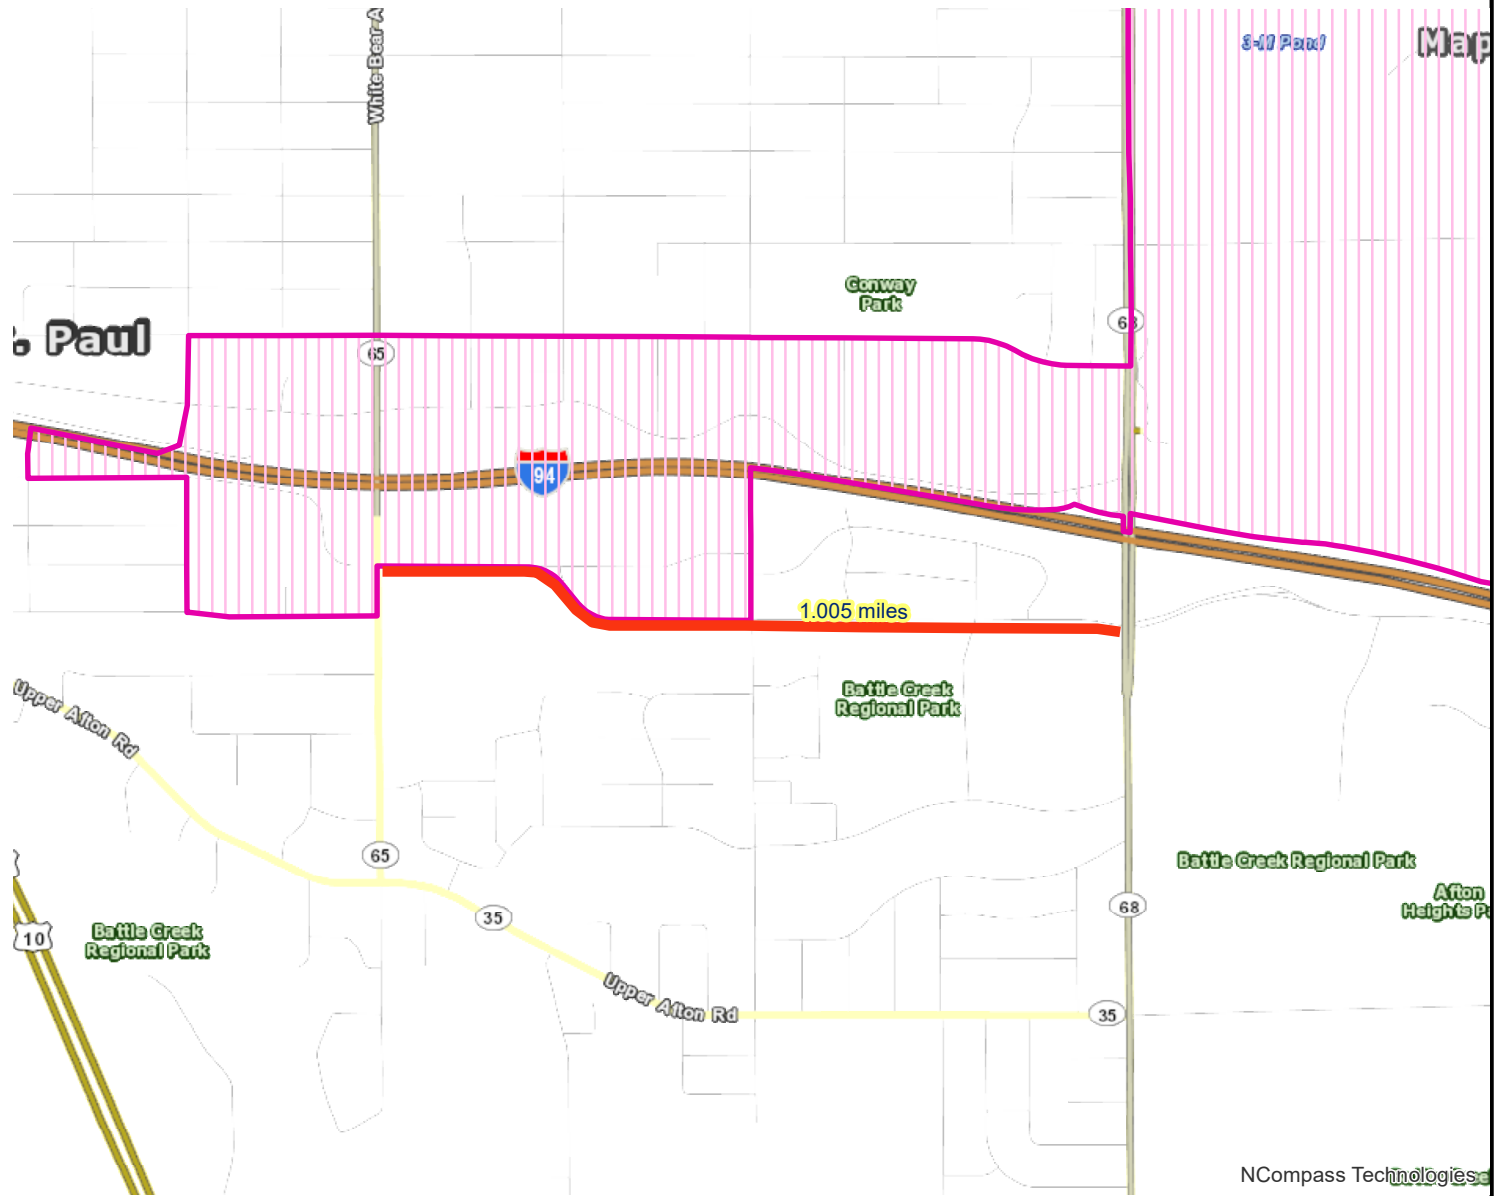 White Bear A
3-M Pond
Map
Conway
Park
68
. Paul
65
94
1.005 miles
Battle Creek
Regional Park
Upper Afton Rd
65
Battle Creek Regional Park
35
68
Afton
Heights P
10
Battle Creek
Regional Park
Upper Afton Rd
35
NCompass Technologies